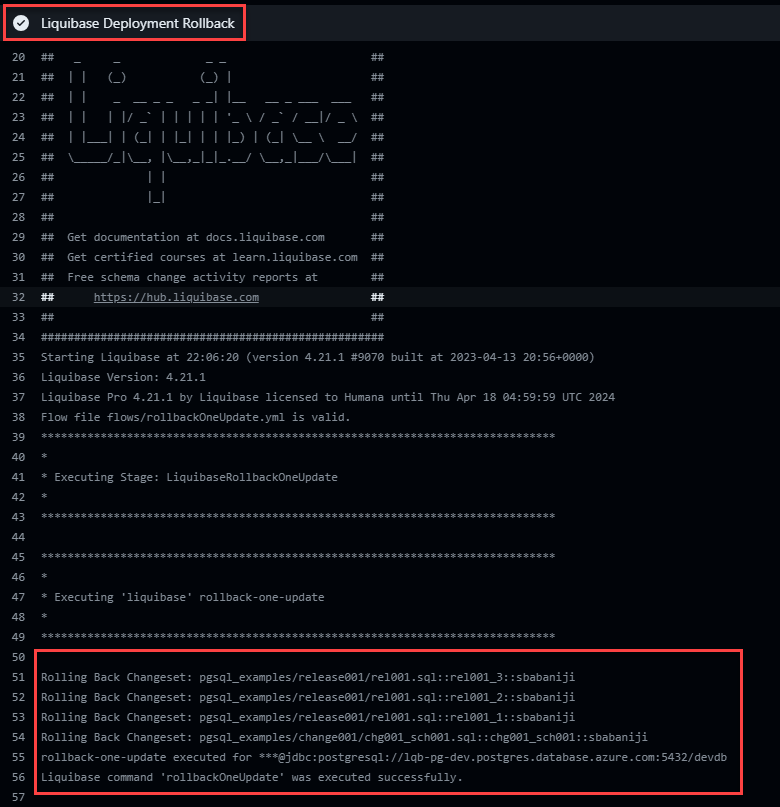 Liquibase Deployment Rollback
20 ##   _     _             _ _                      ##
21 ##  | |   (_)           (_) |                     ##
22 ##  | |    _  __ _ _   _ _| |__   __ _ ___  ___   ##
23 ##  | |   | |/ _` | | | | | '_ \ / _` / __|/ _ \  ##
24 ##  | |___| | (_| | |_| | | |_) | (_| \__ \  __/  ##
25 ##  \_____/_|\__, |\__,_|_|_.__/ \__,_|___/\___|  ##
26 ##              | |                               ##
27 ##              |_|                               ##
28 ##                                                ##
29 ##  Get documentation at docs.liquibase.com       ##
30 ##  Get certified courses at learn.liquibase.com  ##
31 ##  Free schema change activity reports at        ##
32 ##      https://hub.liquibase.com                 ##
33 ##                                                ##
34 ####################################################
35 Starting Liquibase at 22:06:20 (version 4.21.1 #9070 built at 2023-04-13 20:56+0000)
36 Liquibase Version: 4.21.1
37 Liquibase Pro 4.21.1 by Liquibase licensed to Humana until Thu Apr 18 04:59:59 UTC 2024
38 Flow file flows/rollbackOneUpdate.yml is valid.
39 ******************************************************************************
40 *
41 * Executing Stage: LiquibaseRollbackOneUpdate
42 *
43 ******************************************************************************
44
45 ******************************************************************************
46 *
47 * Executing 'liquibase' rollback-one-update
48 *
49 ******************************************************************************
50
51 Rolling Back Changeset: pgsql_examples/release001/rel001.sql::rel001_3::sbabaniji
52 Rolling Back Changeset: pgsql_examples/release001/rel001.sql::rel001_2::sbabaniji
53 Rolling Back Changeset: pgsql_examples/release001/rel001.sql::rel001_1::sbabaniji
54 Rolling Back Changeset: pgsql_examples/change001/chg001_sch001.sql::chg001_sch001::sbabaniji
55 rollback-one-update executed for ***@jdbc:postgresql://lqb-pg-dev.postgres.database.azure.com:5432/devdb
56 Liquibase command 'rollbackOneUpdate' was executed successfully.
57